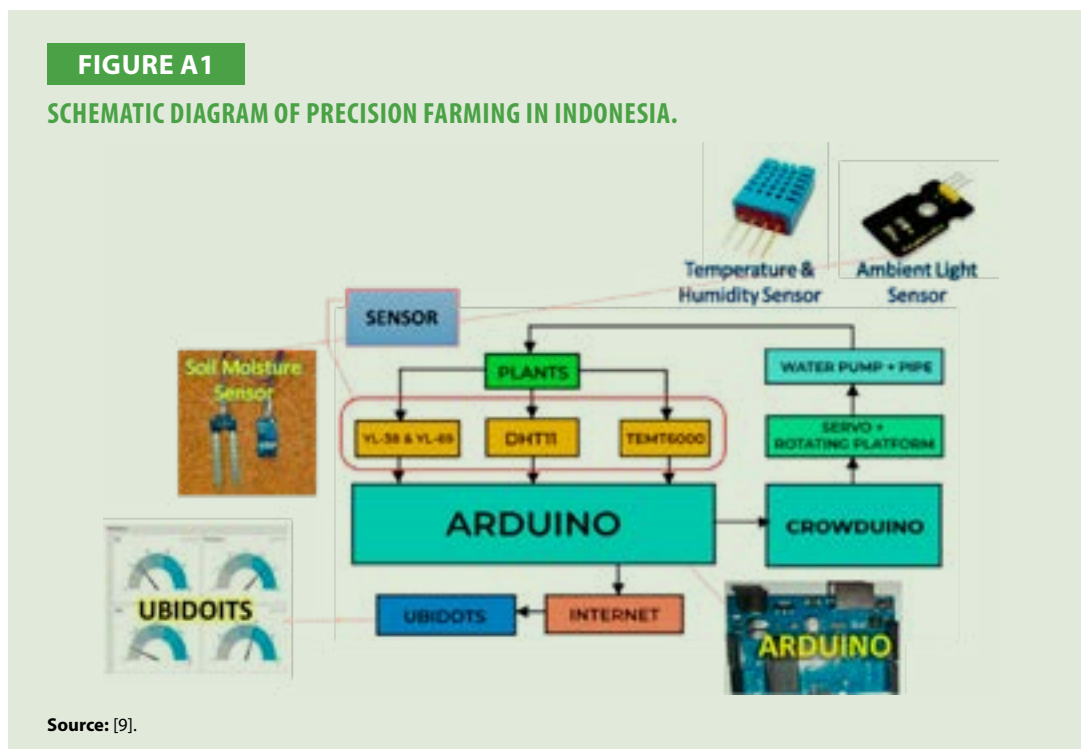 FIGURE A1
SCHEMATIC DIAGRAM OF PRECISION FARMING IN INDONESIA.
Temperature &
Humidity Sensor
Ambient Light
Sensor
SENSOR
Soil Moisture
Sensor
PLANTS
WATER PUMP + PIPE
YL-38 & YL-69
DHT11
TEMT6000
SERVO +
ROTATING PLATFORM
ARDUINO
CROWDUINO
UBIDOITS
UBIDOTS
INTERNET
ARDUINO
Source: [9].